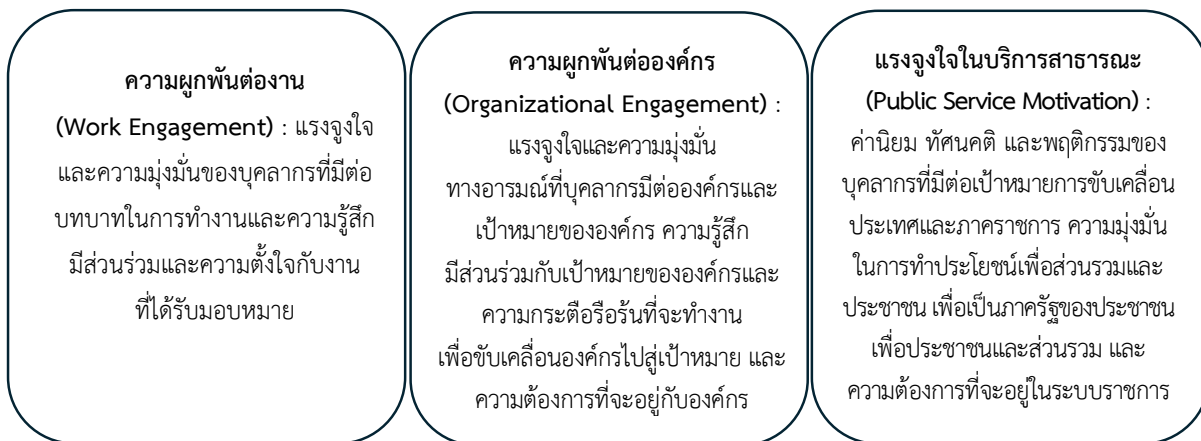 ความผูกพันต่องาน
(Work Engagement) : แรงจูงใจ
และความมุ่งมั่นของบุคลากรที่มีต่อ
บทบาทในการทำงานและความรู้สึก
มีส่วนร่วมและความตั้งใจกับงาน
ที่ได้รับมอบหมาย
ความผูกพันต่อองค์กร
(Organizational Engagement) :
แรงจูงใจและความมุ่งมั่น
ทางอารมณ์ที่บุคลากรมีต่อองค์กรและ
เป้าหมายขององค์กร ความรู้สึก
มีส่วนร่วมกับเป้าหมายขององค์กรและ
ความกระตือรือร้นที่จะทำงาน
เพื่อขับเคลื่อนองค์กรไปสู่เป้าหมาย และ
ความต้องการที่จะอยู่กับองค์กร
แรงจูงใจในบริการสาธารณะ
(Public Service Motivation) :
ค่านิยม ทัศนคติ และพฤติกรรมของ
บุคลากรที่มีต่อเป้าหมายการขับเคลื่อน
ประเทศและภาคราชการ ความมุ่งมั่น
ในการทำประโยชน์เพื่อส่วนรวมและ
ประชาชน เพื่อเป็นภาครัฐของประชาชน
เพื่อประชาชนและส่วนรวม และ
ความต้องการที่จะอยู่ในระบบราชการ